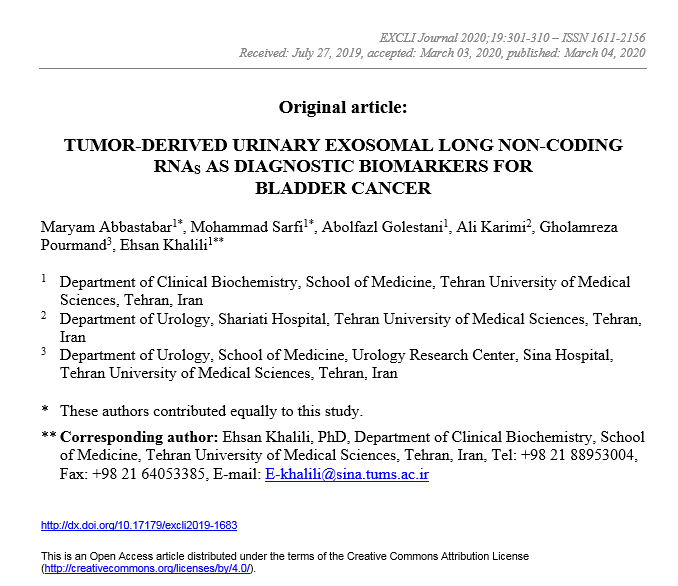 EXCLI Journal 2020;19:301-310 – ISSN 1611-2156
Received: July 27, 2019, accepted: March 03, 2020, published: March 04, 2020
Original article:
TUMOR-DERIVED URINARY EXOSOMAL LONG NON-CODING
RNAS AS DIAGNOSTIC BIOMARKERS FOR
BLADDER CANCER
Maryam Abbastabar1*, Mohammad Sarfi1*, Abolfazl Golestani1, Ali Karimi2, Gholamreza
Pourmand3, Ehsan Khalili1**
1 Department of Clinical Biochemistry, School of Medicine, Tehran University of Medical
Sciences, Tehran, Iran
2 Department of Urology, Shariati Hospital, Tehran University of Medical Sciences, Tehran,
Iran
3 Department of Urology, School of Medicine, Urology Research Center, Sina Hospital,
Tehran University of Medical Sciences, Tehran, Iran
* These authors contributed equally to this study.
** Corresponding author: Ehsan Khalili, PhD, Department of Clinical Biochemistry, School
of Medicine, Tehran University of Medical Sciences, Tehran, Iran, Tel: +98 21 88953004,
Fax: +98 21 64053385, E-mail: E-khalili@sina.tums.ac.ir
http://dx.doi.org/10.17179/excli2019-1683
This is an Open Access article distributed under the terms of the Creative Commons Attribution License
(http://creativecommons.org/licenses/by/4.0/).